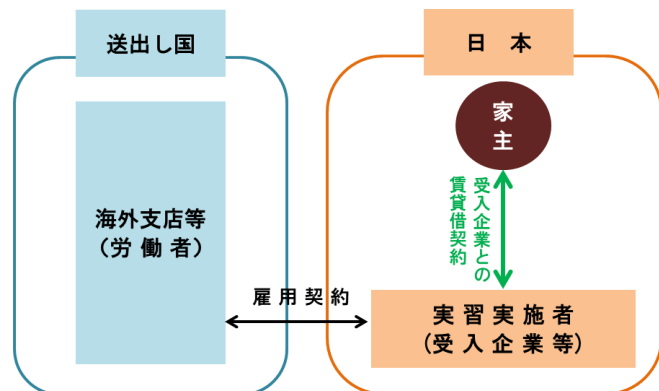 送出し国
日本
家
主
海外支店等
（労働者）
受入企業との
賃貸借契約
雇用契約
実習実施者
（受入企業等）